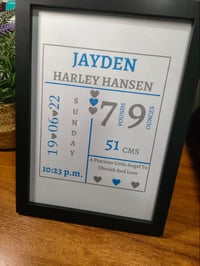 JAYDEN
HARLEY HANSEN
19♥06♥22
SUNDAY
10:23 p.m.
7 POUNDS
9 OUNCES
51 CMS
A Precious Little Angel To
Cherish And Love